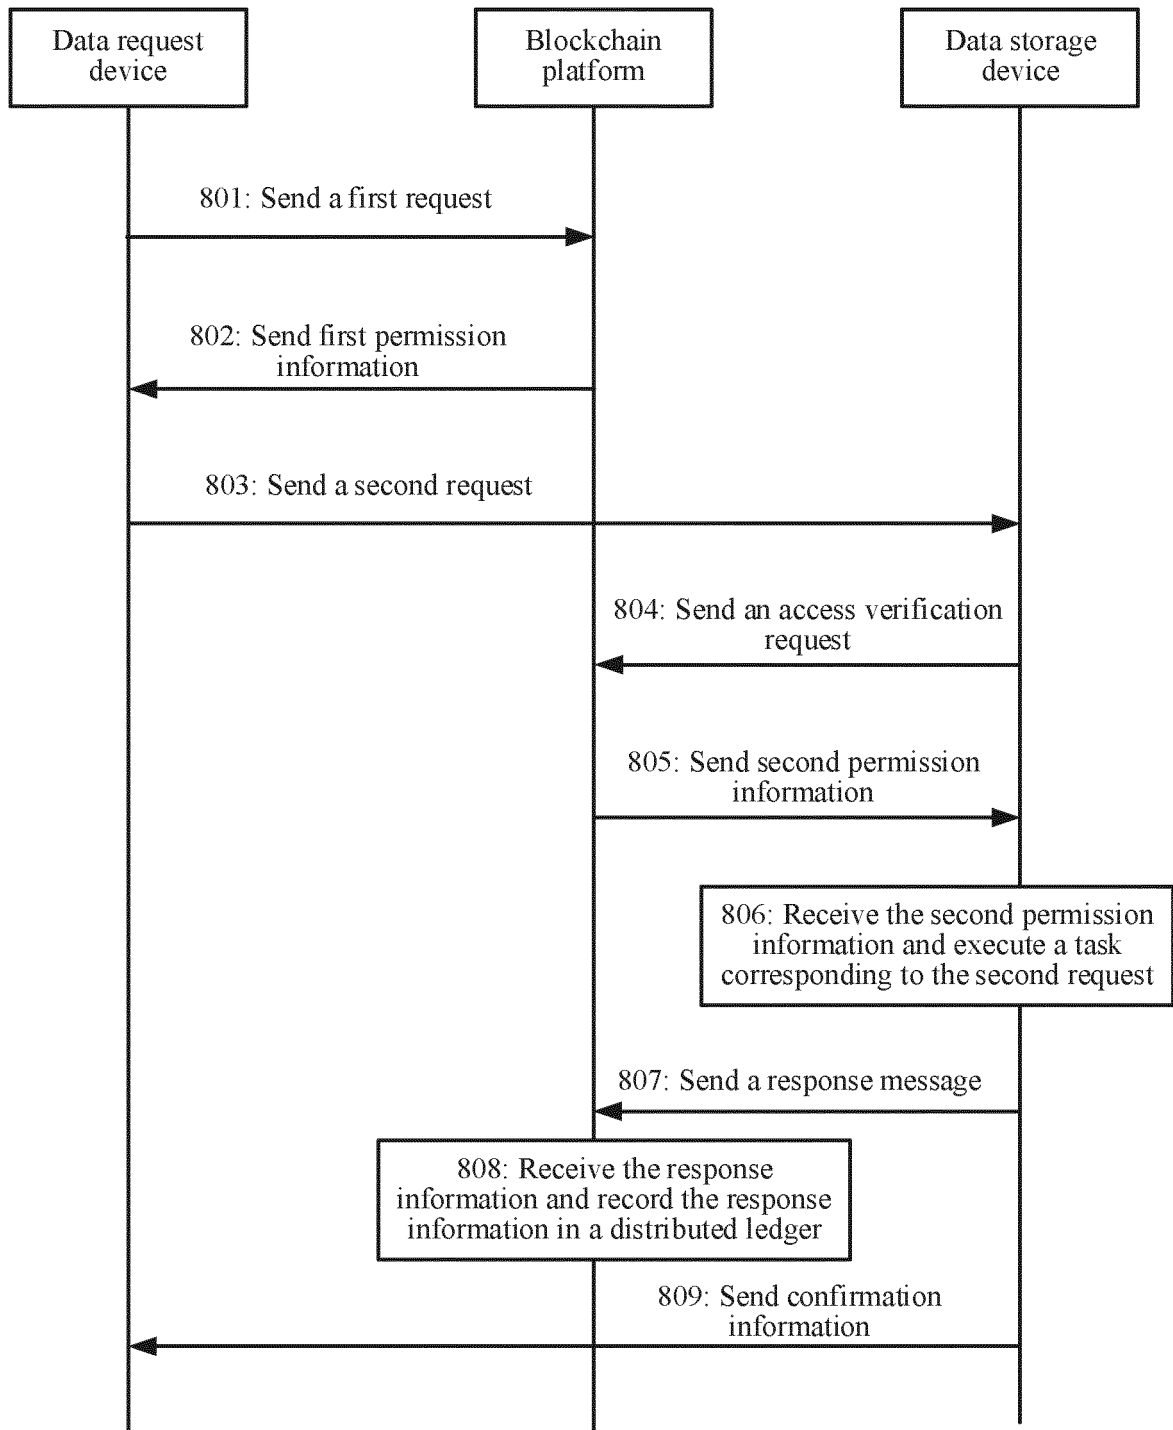 Data request
device
Blockchain
platform
Data storage
device
801: Send a first request
802: Send first permission
information
803: Send a second request
804: Send an access verification
request
805: Send second permission
information
806: Receive the second permission
information and execute a task
corresponding to the second request
807: Send a response message
808: Receive the response
information and record the response
information in a distributed ledger
809: Send confirmation
information